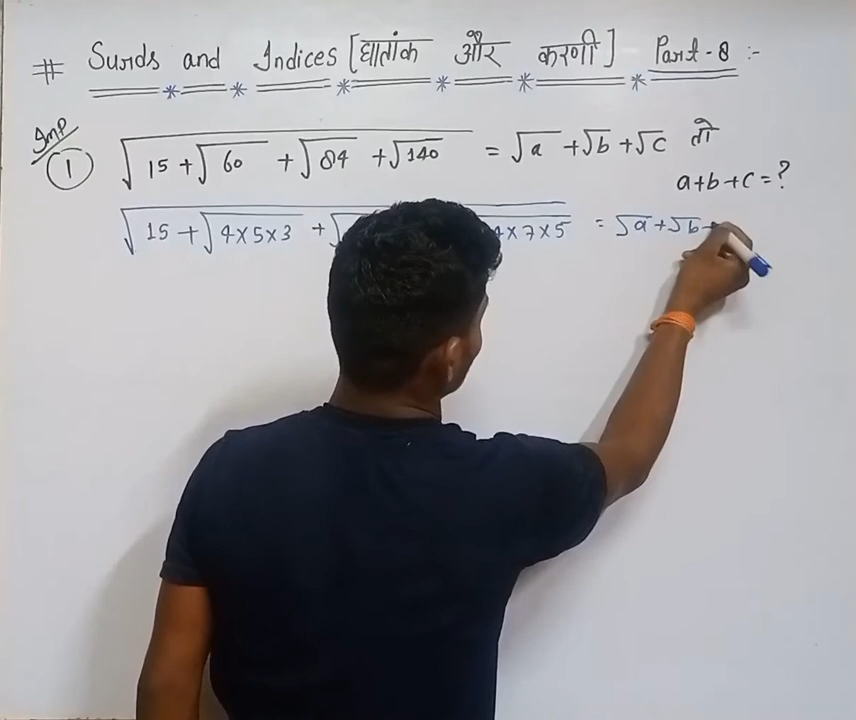 # Surds and Indices [घातांक और करणी] Part-8 :-
Imp
① √15 + √60 + √84 + √140 = √a + √b + √c तो
a+b+c = ?
√15 + √4×5×3 + √ ×7×5 = √a + √b +